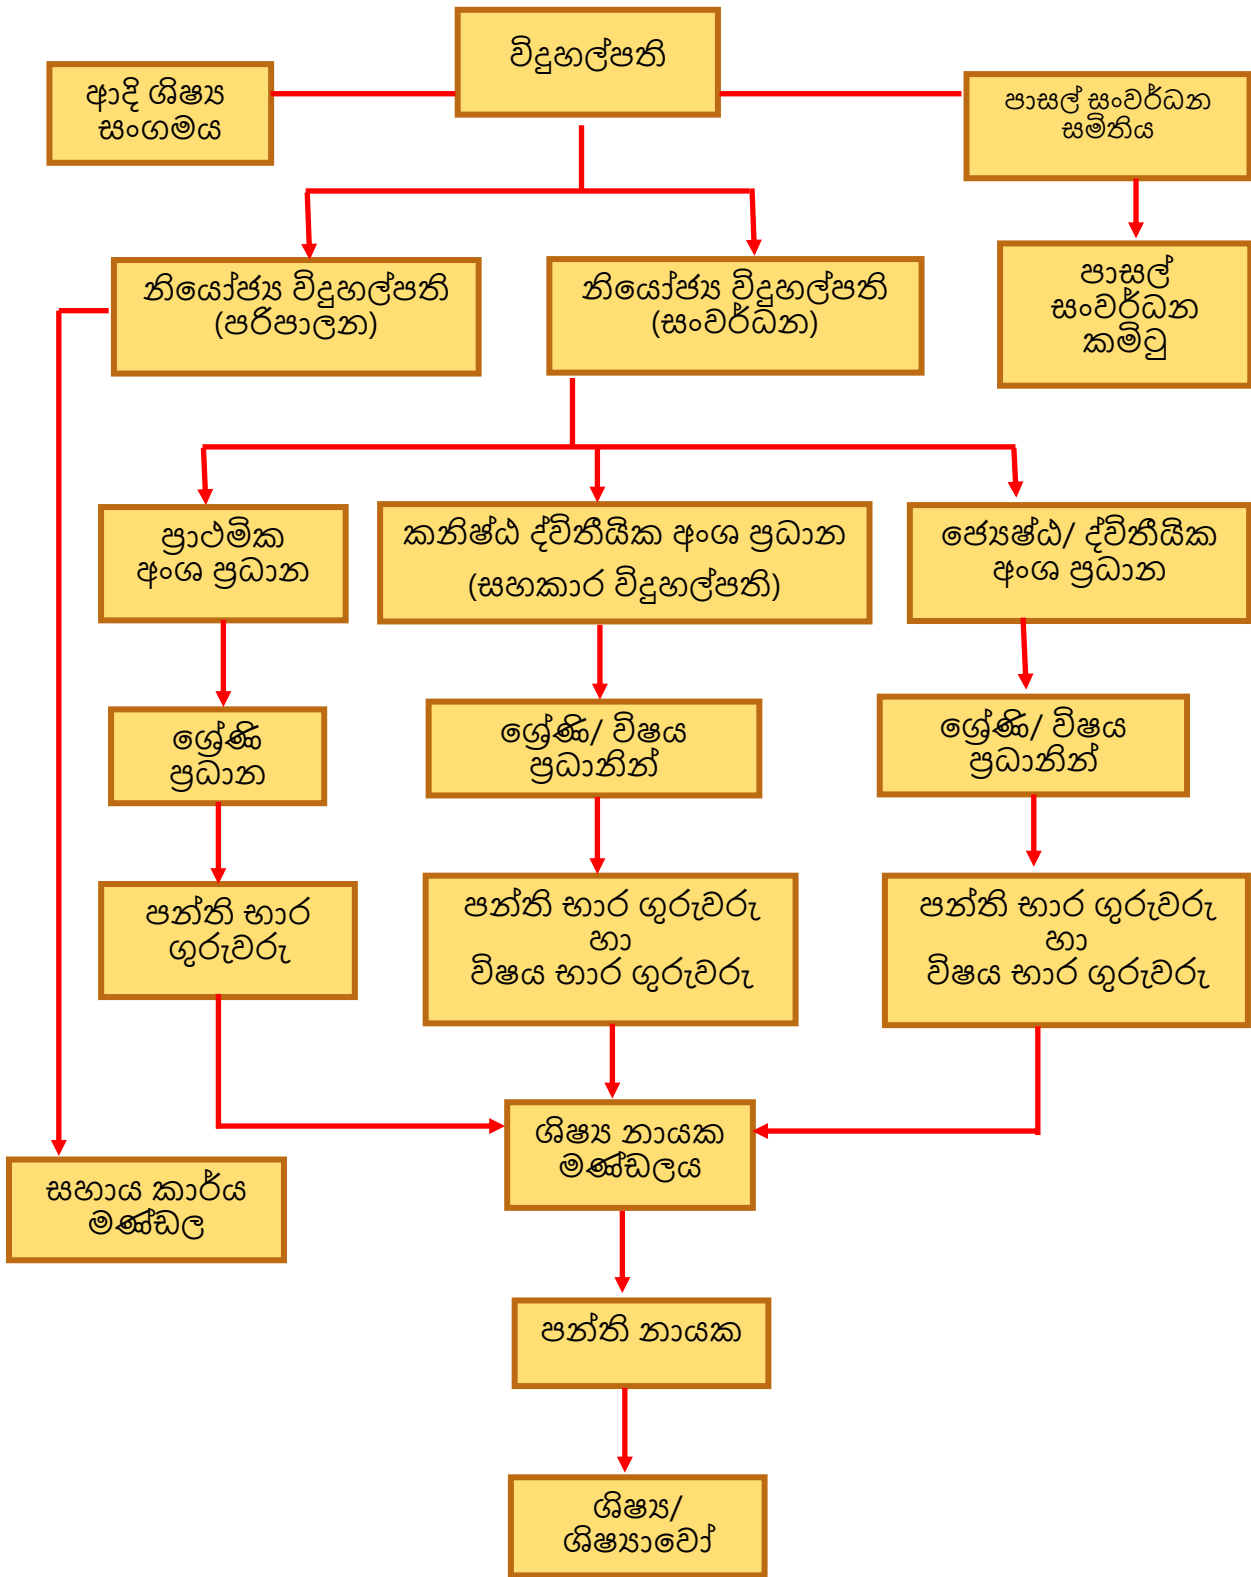 විදුහල්පති
ආදි ශිෂ්‍ය
සංගමය
පාසල් සංවර්ධන
සමිතිය
නියෝජ්‍ය විදුහල්පති
(පරිපාලන)
නියෝජ්‍ය විදුහල්පති
(සංවර්ධන)
පාසල්
සංවර්ධන
කමිටු
ප්‍රාථමික
අංශ ප්‍රධාන
කනිෂ්ඨ ද්විතීයික අංශ ප්‍රධාන
(සහකාර විදුහල්පති)
ජ්‍යෙෂ්ඨ/ ද්විතීයික
අංශ ප්‍රධාන
ශ්‍රේණි
ප්‍රධාන
ශ්‍රේණි/ විෂය
ප්‍රධානින්
ශ්‍රේණි/ විෂය
ප්‍රධානින්
පන්ති භාර
ගුරුවරු
පන්ති භාර ගුරුවරු
හා
විෂය භාර ගුරුවරු
පන්ති භාර ගුරුවරු
හා
විෂය භාර ගුරුවරු
ශිෂ්‍ය නායක
මණ්ඩලය
සහාය කාර්ය
මණ්ඩල
පන්ති නායක
ශිෂ්‍ය/
ශිෂ්‍යාවෝ